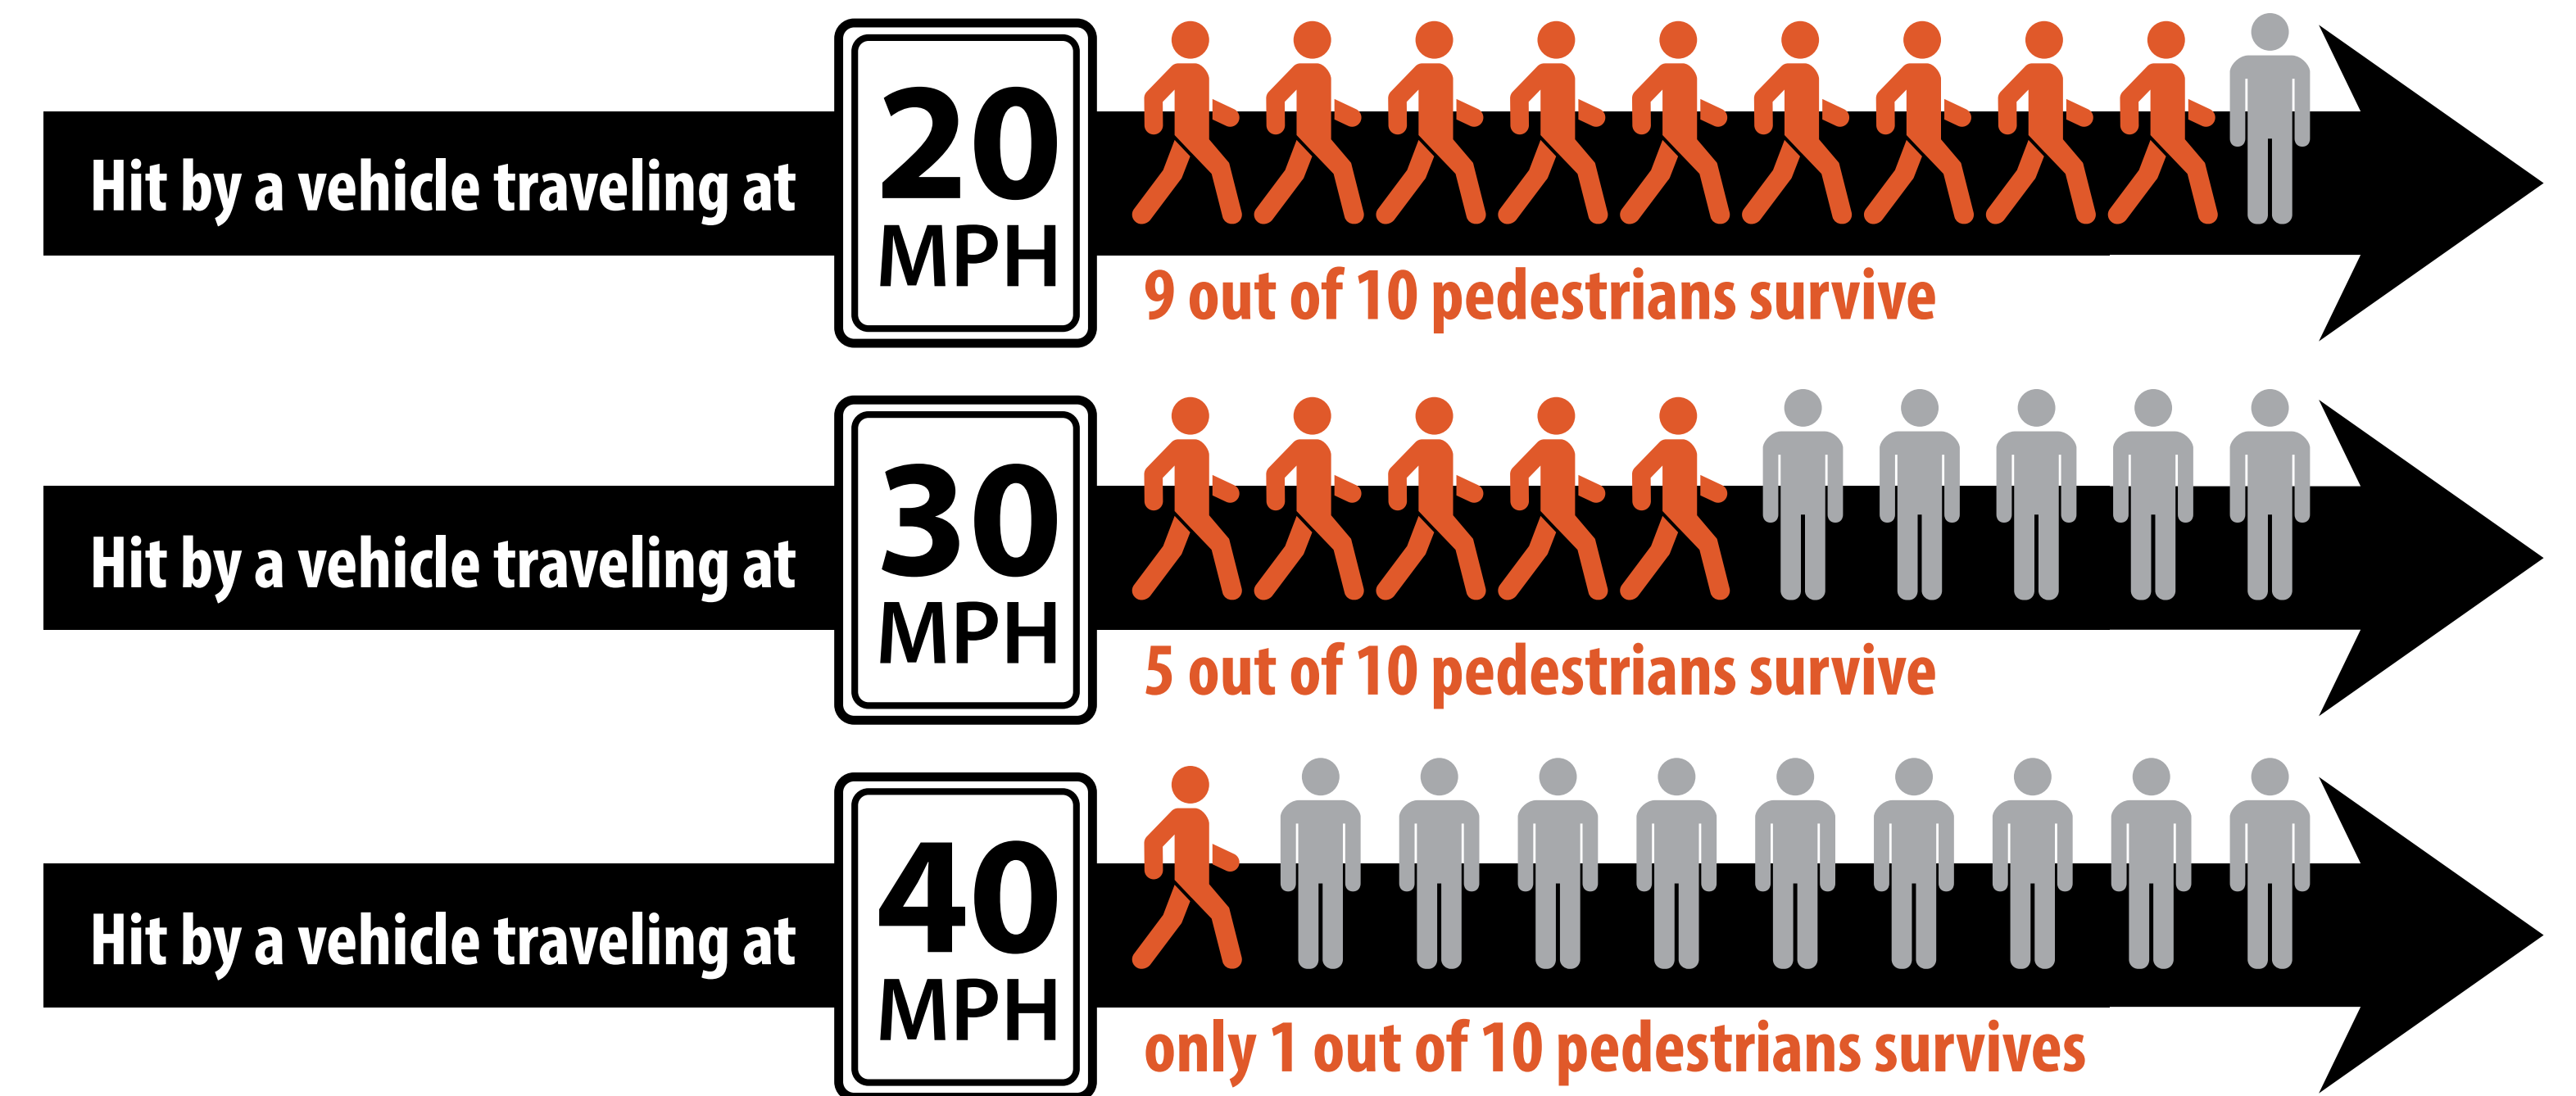 Hit by a vehicle traveling at
20
MPH
9 out of 10 pedestrians survive
Hit by a vehicle traveling at
30
MPH
5 out of 10 pedestrians survive
Hit by a vehicle traveling at
40
MPH
only 1 out of 10 pedestrians survives